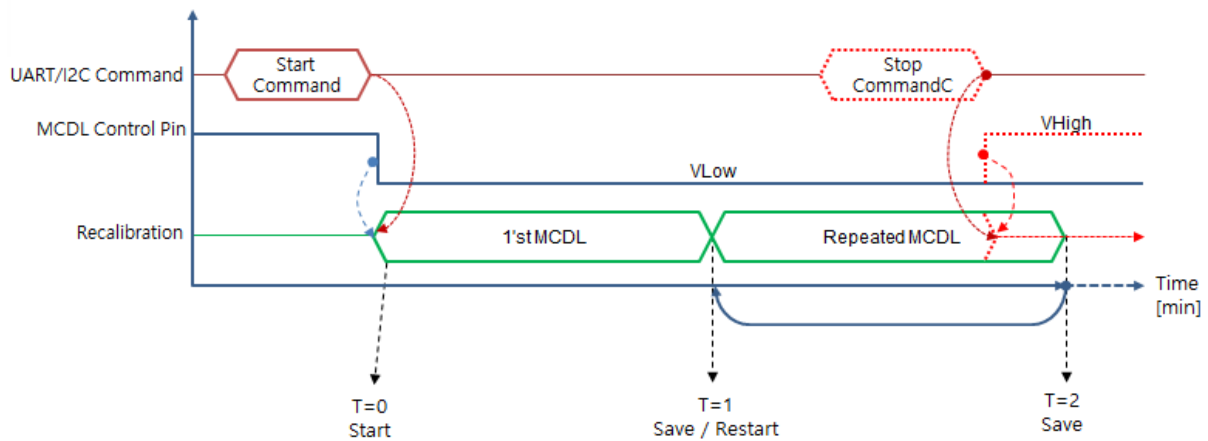 UART/I2C Command
Start
Command
Stop
CommandC
MCDL Control Pin
VHigh
VLow
Recalibration
1'st MCDL
Repeated MCDL
Time
[min]
T=0
Start
T=1
Save / Restart
T=2
Save